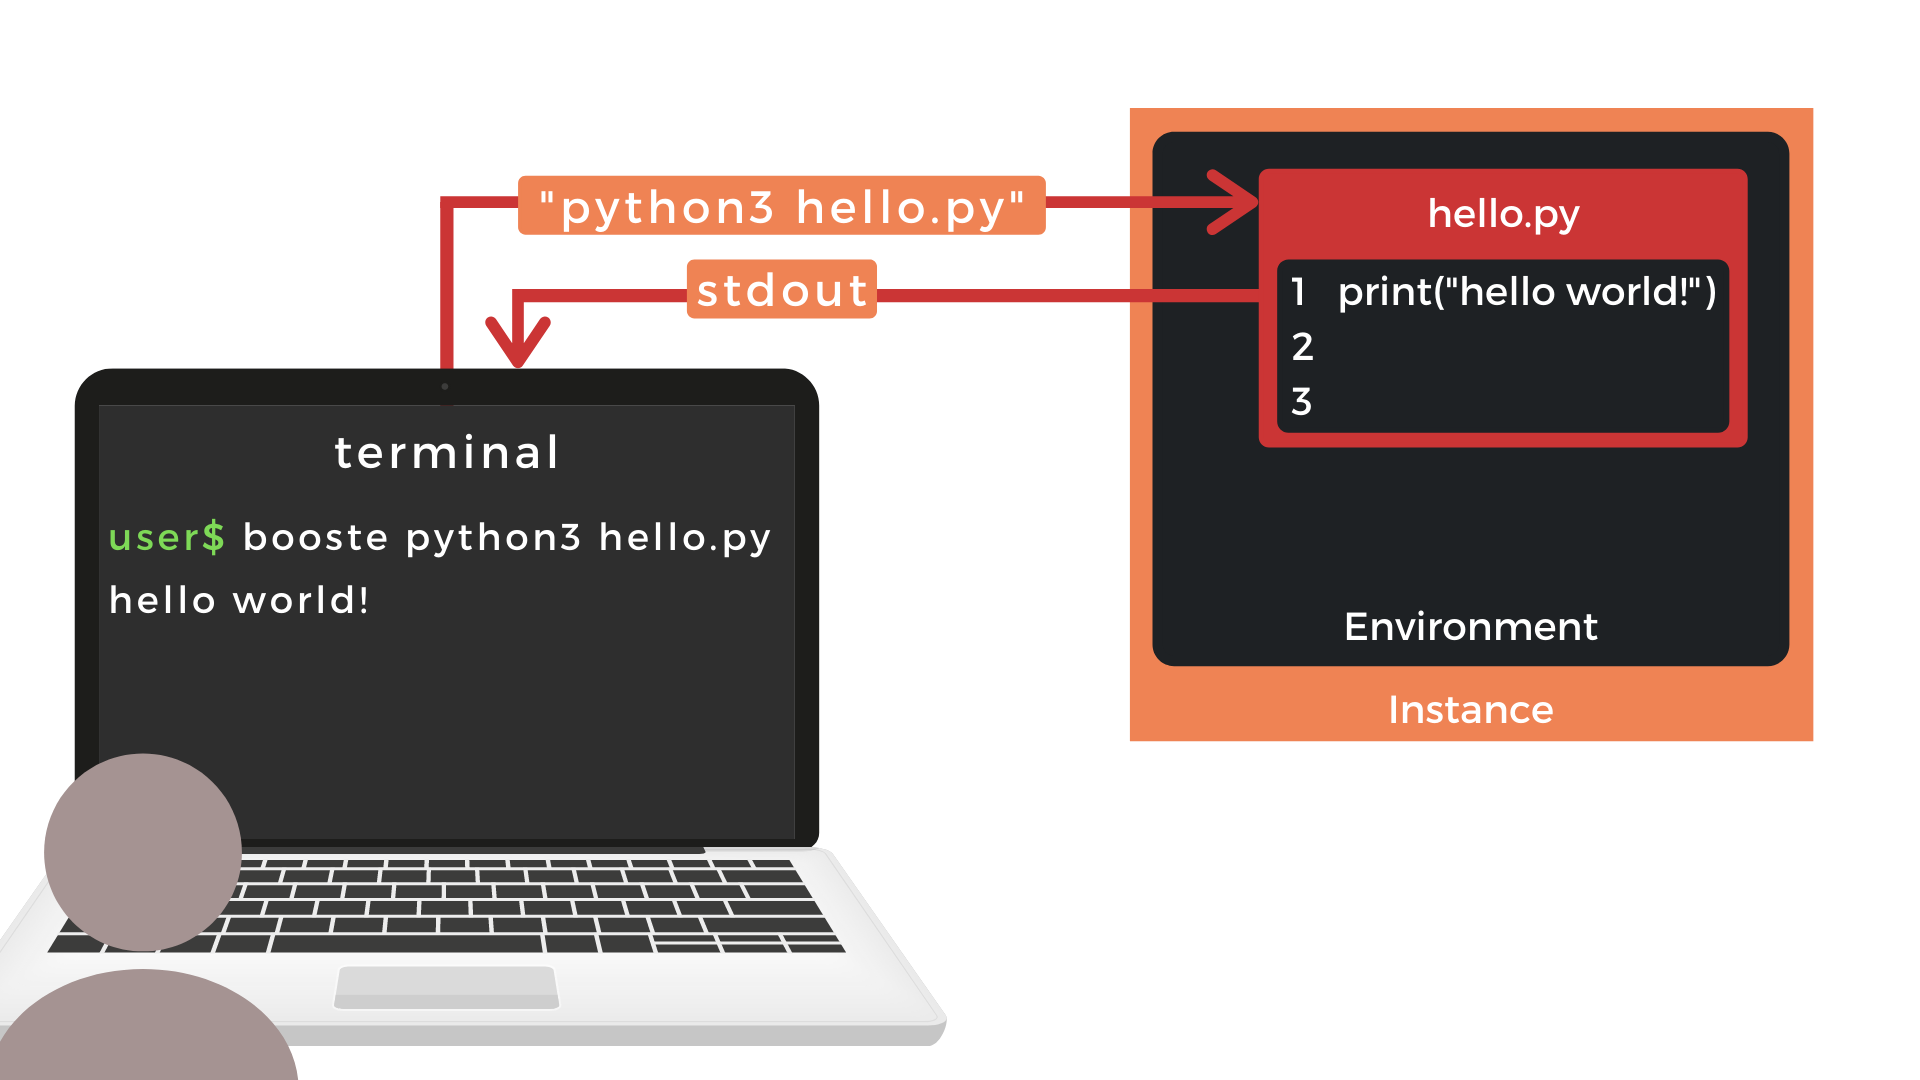 "python3 hello.py"
stdout
terminal
user$ booste python3 hello.py
hello world!
hello.py
1 print("hello world!")
2
3
Environment
Instance